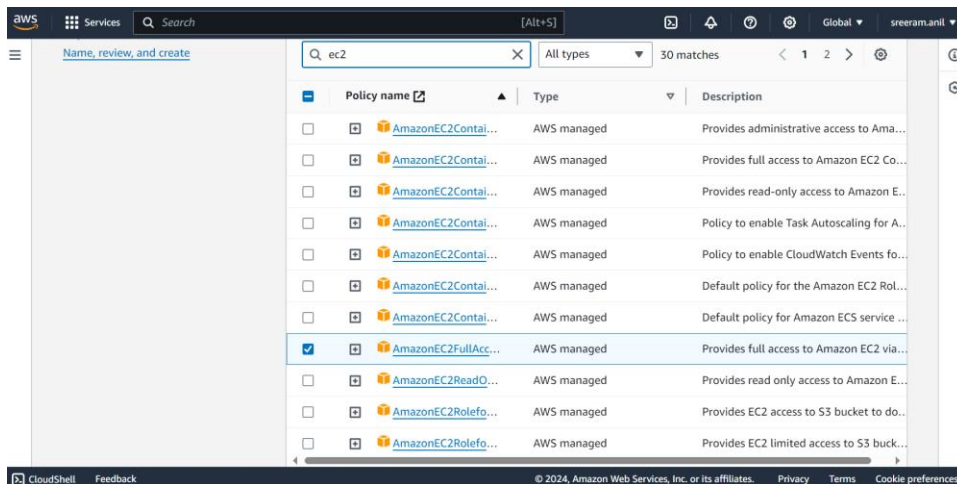 aws Services Search [Alt+S] Global sreeram.anil
Name, review, and create
ec2 All types 30 matches 1 2
Policy name Type Description
AmazonEC2Contai... AWS managed Provides administrative access to Ama...
AmazonEC2Contai... AWS managed Provides full access to Amazon EC2 Co...
AmazonEC2Contai... AWS managed Provides read-only access to Amazon E...
AmazonEC2Contai... AWS managed Policy to enable Task Autoscaling for A...
AmazonEC2Contai... AWS managed Policy to enable CloudWatch Events fo...
AmazonEC2Contai... AWS managed Default policy for the Amazon EC2 Rol...
AmazonEC2Contai... AWS managed Default policy for Amazon ECS service ...
AmazonEC2FullAcc... AWS managed Provides full access to Amazon EC2 via...
AmazonEC2ReadO... AWS managed Provides read only access to Amazon E...
AmazonEC2Rolefo... AWS managed Provides EC2 access to S3 bucket to do...
AmazonEC2Rolefo... AWS managed Provides EC2 limited access to S3 buck...
CloudShell Feedback © 2024, Amazon Web Services, Inc. or its affiliates. Privacy Terms Cookie preferences